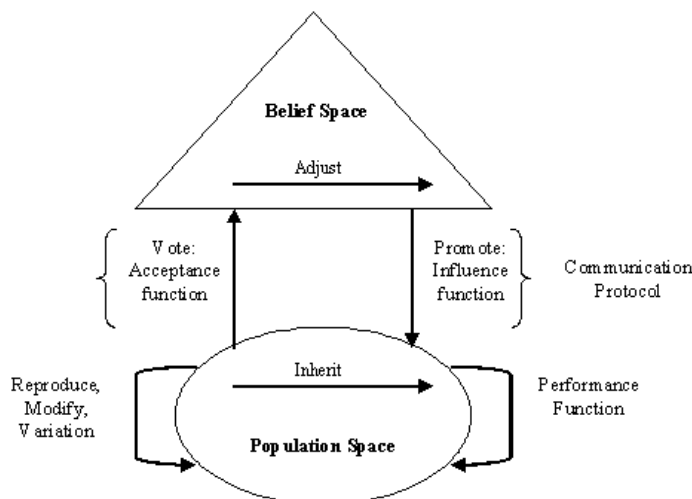 Belief Space
Adjust
Vote:
Acceptance
function
Promote:
Influence
function
Communication
Protocol
Inherit
Reproduce,
Modify,
Variation
Performance
Function
Population Space